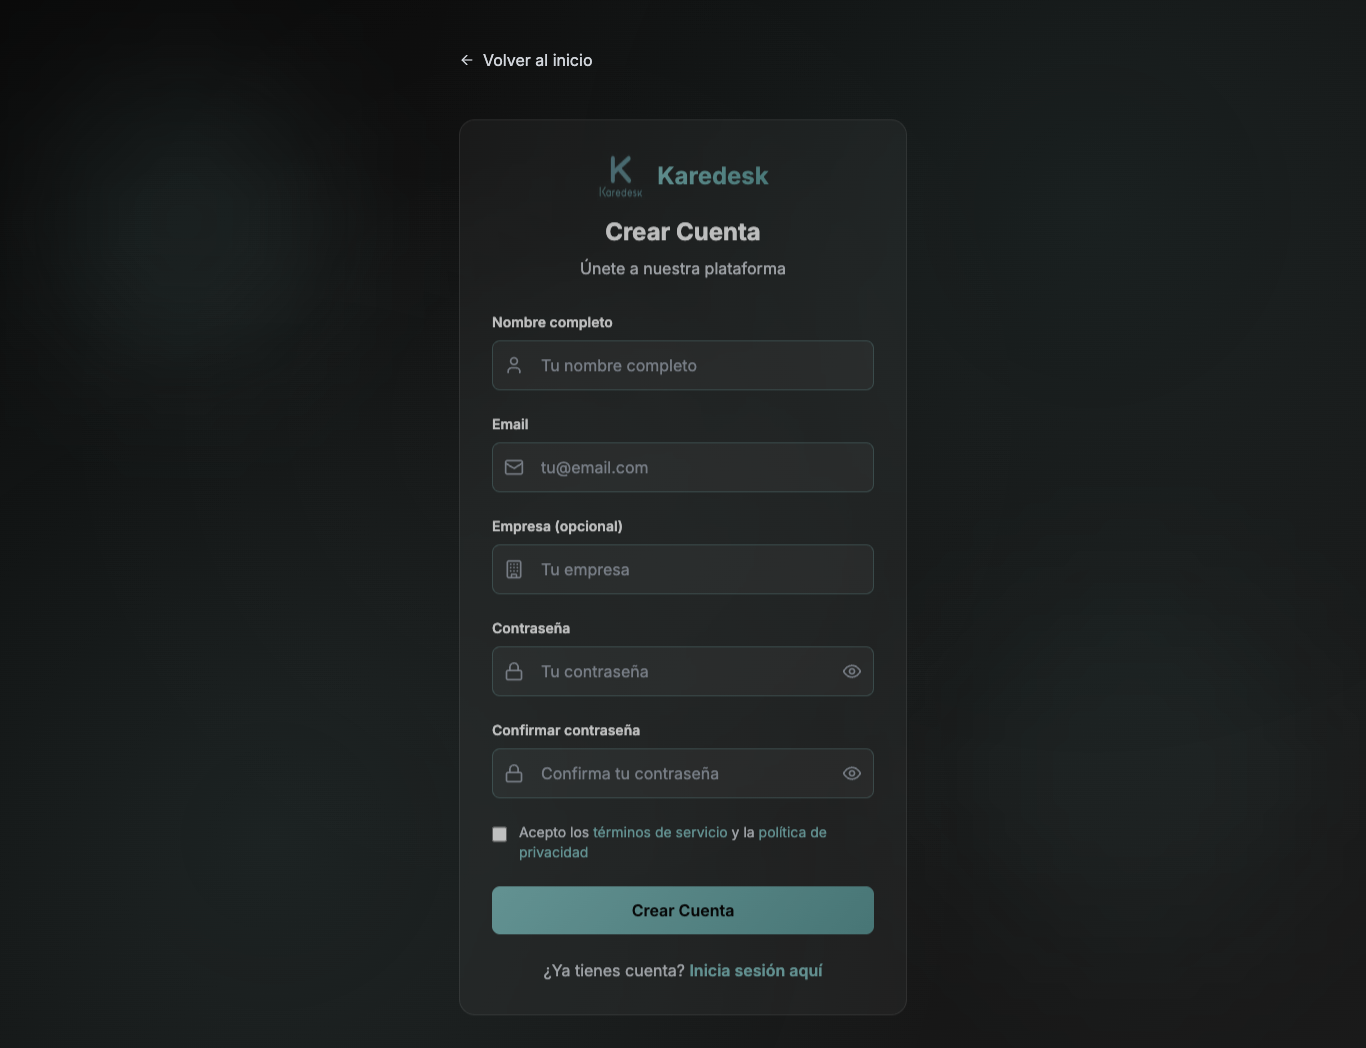 Volver al inicio
Karedesk
Karedesk
Crear Cuenta
Únete a nuestra plataforma
Nombre completo
Tu nombre completo
Email
tu@email.com
Empresa (opcional)
Tu empresa
Contraseña
Tu contraseña
Confirmar contraseña
Confirma tu contraseña
Acepto los términos de servicio y la política de
privacidad
Crear Cuenta
¿Ya tienes cuenta? Inicia sesión aquí